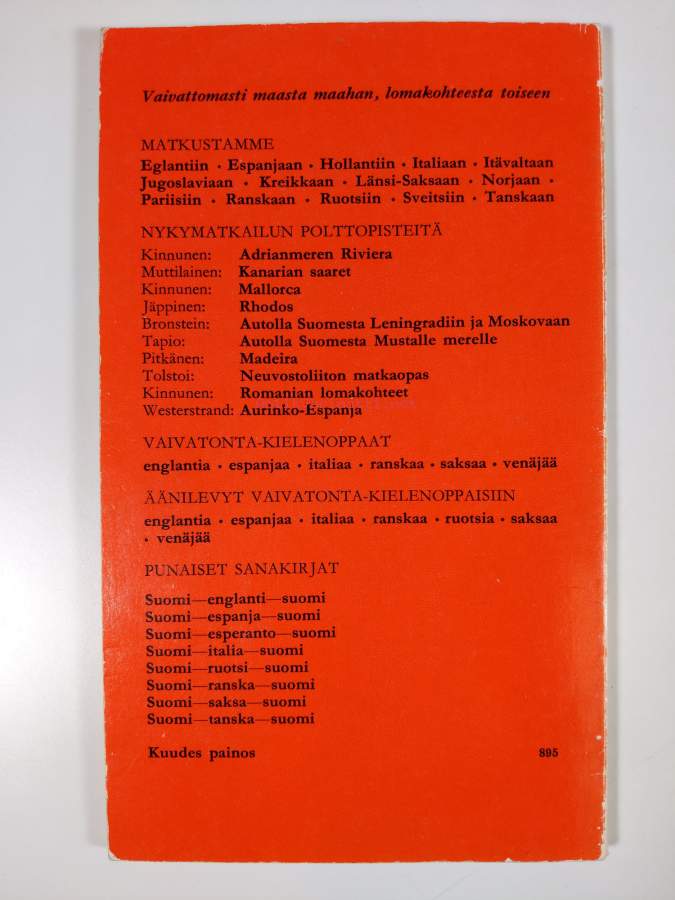 Vaivattomasti maasta maahan, lomakohteesta toiseen
MATKUSTAMME
Eglantiin • Espanjaan • Hollantiin • Italiaan • Itävaltaan
Jugoslaviaan • Kreikkaan • Länsi-Saksaan • Norjaan •
Pariisiin • Ranskaan • Ruotsiin • Sveitsiin • Tanskaan
NYKYMATKAILUN POLTTOPISTEITÄ
Kinnunen: Adrianmeren Riviera
Muttilainen: Kanarian saaret
Kinnunen: Mallorca
Jäppinen: Rhodos
Bronstein: Autolla Suomesta Leningradiin ja Moskovaan
Tapio: Autolla Suomesta Mustalle merelle
Pitkänen: Madeira
Tolstoi: Neuvostoliiton matkaopas
Kinnunen: Romanian lomakohteet
Westerstrand: Aurinko-Espanja
VAIVATONTA-KIELENOPPAAT
englantia • espanjaa • italiaa • ranskaa • saksaa • venäjää
ÄÄNILEVYT VAIVATONTA-KIELENOPPAISIIN
englantia • espanjaa • italiaa • ranskaa • ruotsia • saksaa
• venäjää
PUNAISET SANAKIRJAT
Suomi—englanti—suomi
Suomi—espanja—suomi
Suomi—esperanto—suomi
Suomi—italia—suomi
Suomi—ruotsi—suomi
Suomi—ranska—suomi
Suomi—saksa—suomi
Suomi—tanska—suomi
Kuudes painos 895